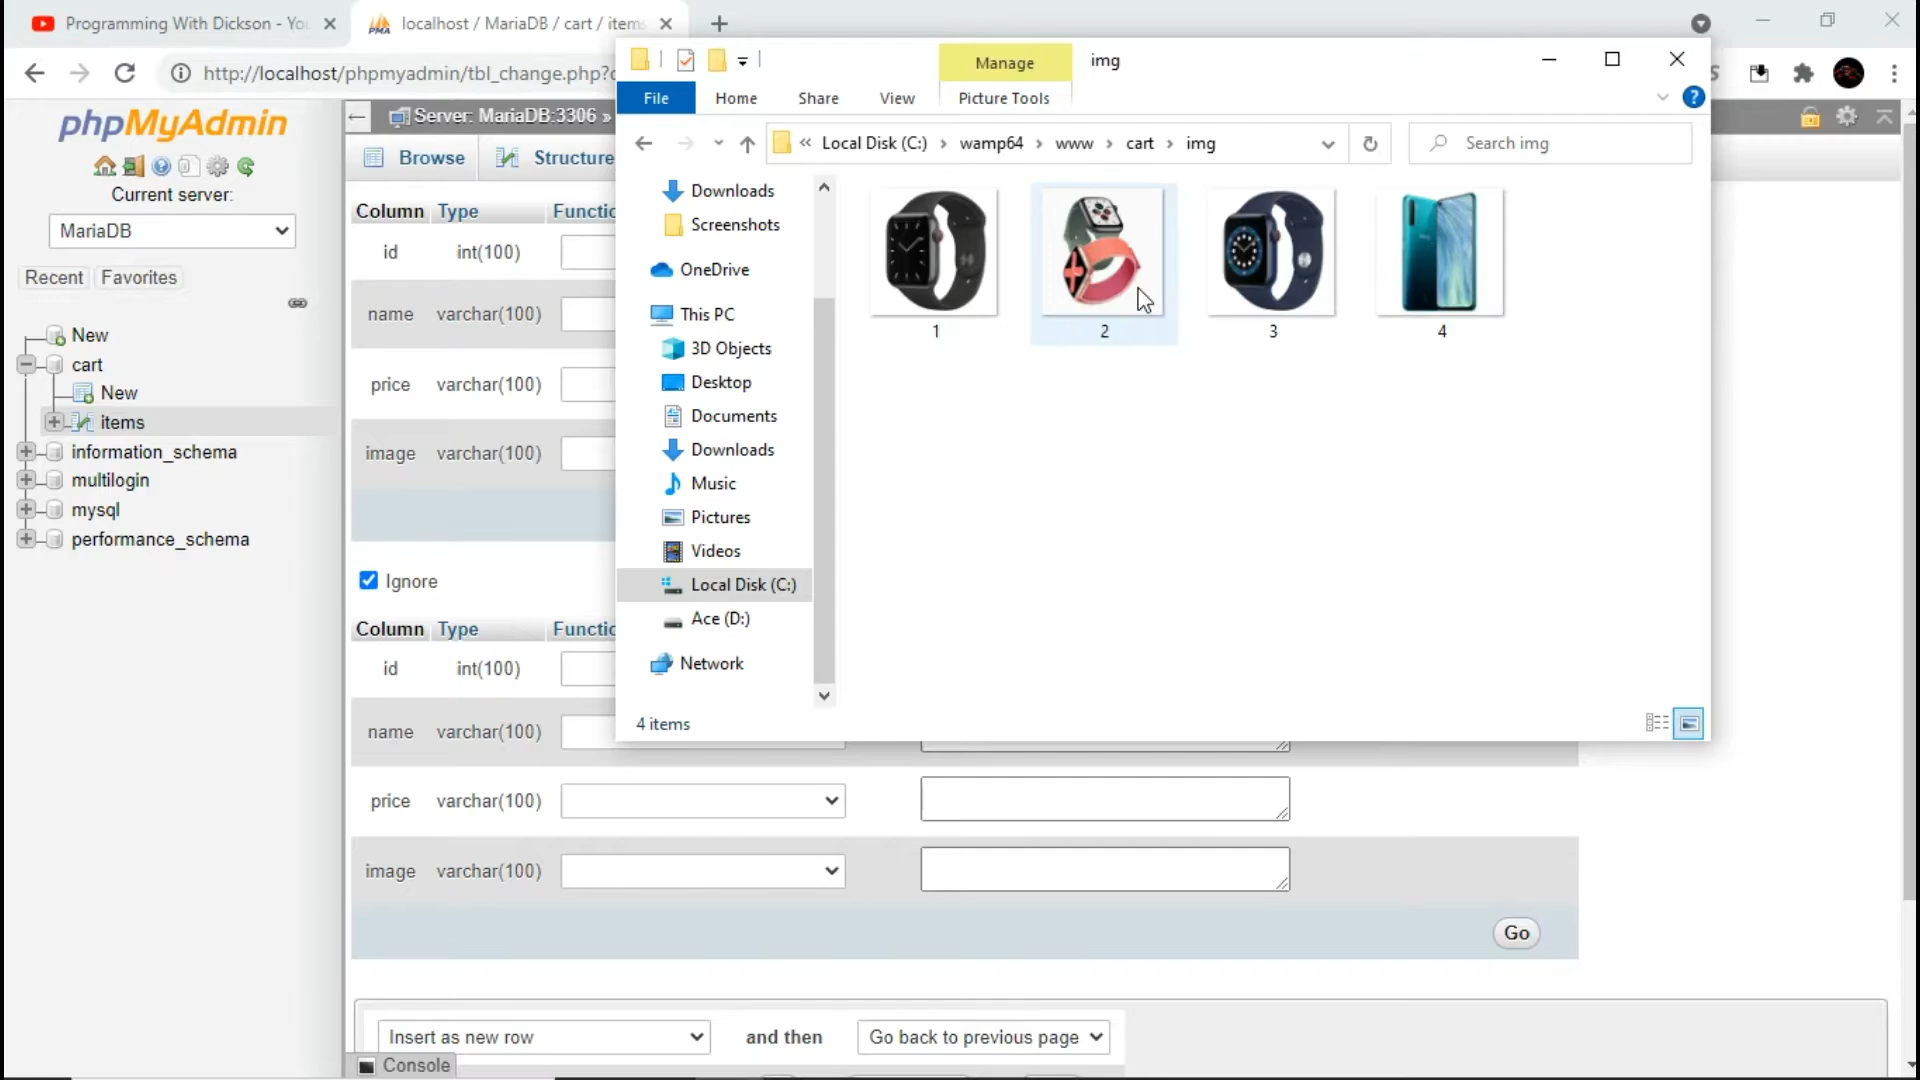 Programming With Dickson - Yo
localhost / MariaDB / cart / items
http://localhost/phpmyadmin/tbl_change.php?
phpMyAdmin
Current server:
MariaDB
Recent Favorites
New
cart
New
items
information_schema
multilogin
mysql
performance_schema
Server: MariaDB:3306 »
Browse Structure
Column Type Functio
id int(100)
name varchar(100)
price varchar(100)
image varchar(100)
Ignore
Column Type Functio
id int(100)
name varchar(100)
price varchar(100)
image varchar(100)
Go
Insert as new row and then Go back to previous page
Console
Manage img
File Home Share View Picture Tools
« Local Disk (C:) › wamp64 › www › cart › img
Search img
Downloads
Screenshots
OneDrive
This PC
3D Objects
Desktop
Documents
Downloads
Music
Pictures
Videos
Local Disk (C:)
Ace (D:)
Network
1 2 3 4
4 items